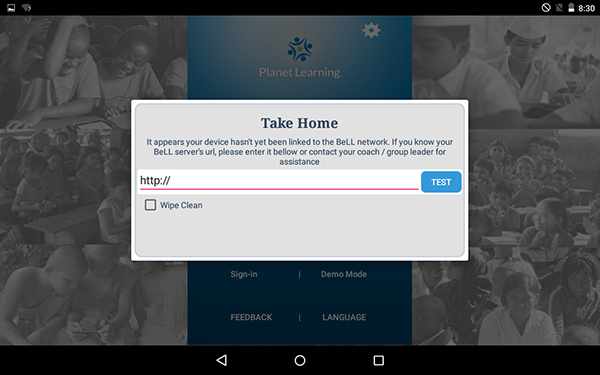 8:30
Planet Learning
Take Home
It appears your device hasn't yet been linked to the BeLL network. If you know your
BeLL server's url, please enter it bellow or contact your coach / group leader for
assistance
http://
TEST
Wipe Clean
Sign-in | Demo Mode
FEEDBACK | LANGUAGE